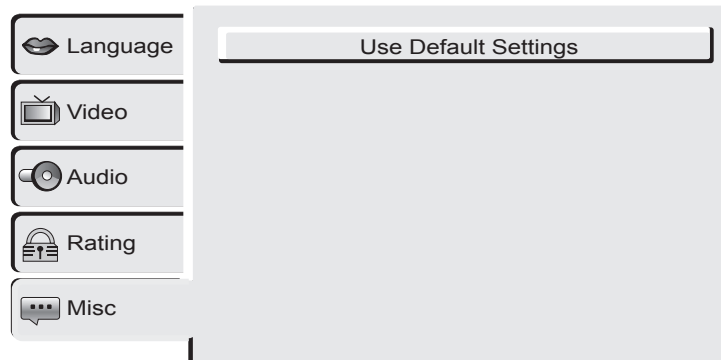 Language
Use Default Settings
Video
Audio
Rating
Misc